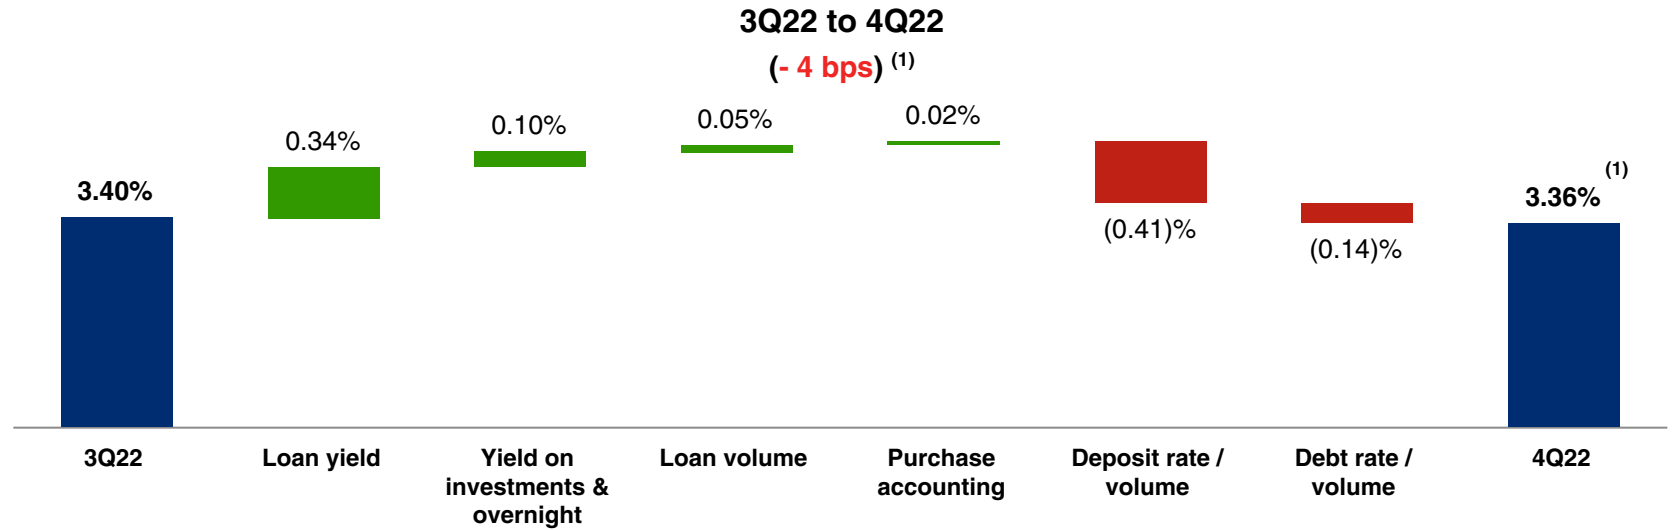 3Q22 to 4Q22
(- 4 bps) (1)
0.34%
0.10%
0.05%
0.02%
3.40%
(0.41)%
(0.14)%
(1)
3.36%
3Q22
Loan yield
Yield on
investments &
overnight
Loan volume
Purchase
accounting
Deposit rate /
volume
Debt rate /
volume
4Q22